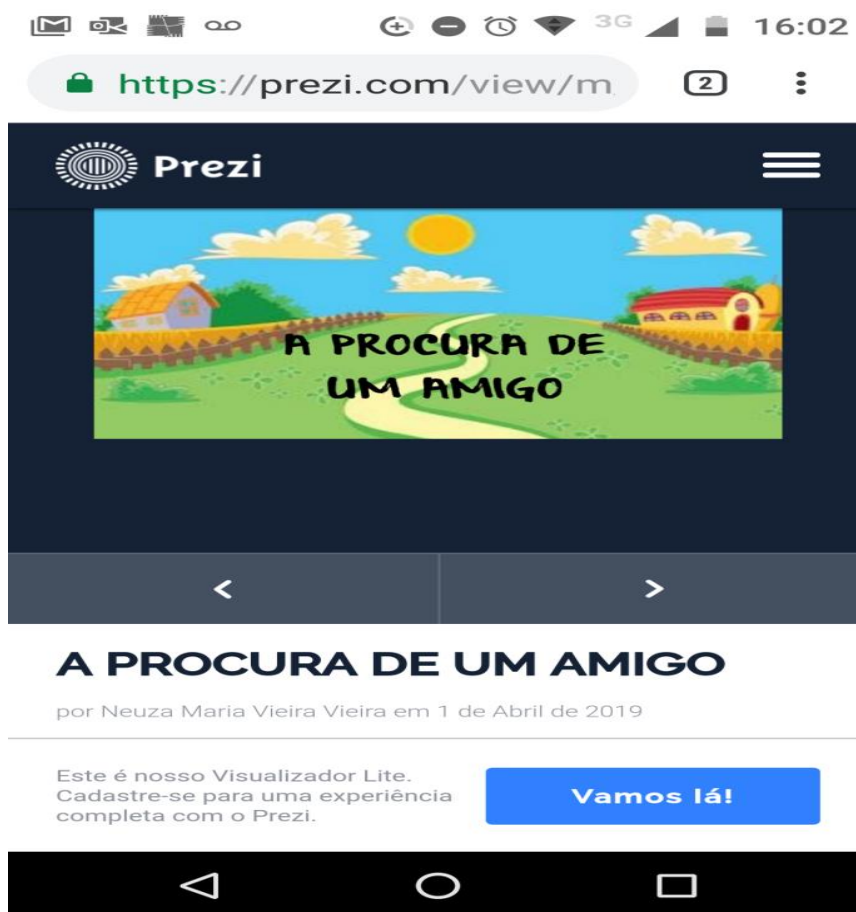 3G 16:02
https://prezi.com/view/m 2
Prezi
A PROCURA DE
UM AMIGO
A PROCURA DE UM AMIGO
por Neuza Maria Vieira Vieira em 1 de Abril de 2019
Este é nosso Visualizador Lite.
Cadastre-se para uma experiência
completa com o Prezi.
Vamos lá!